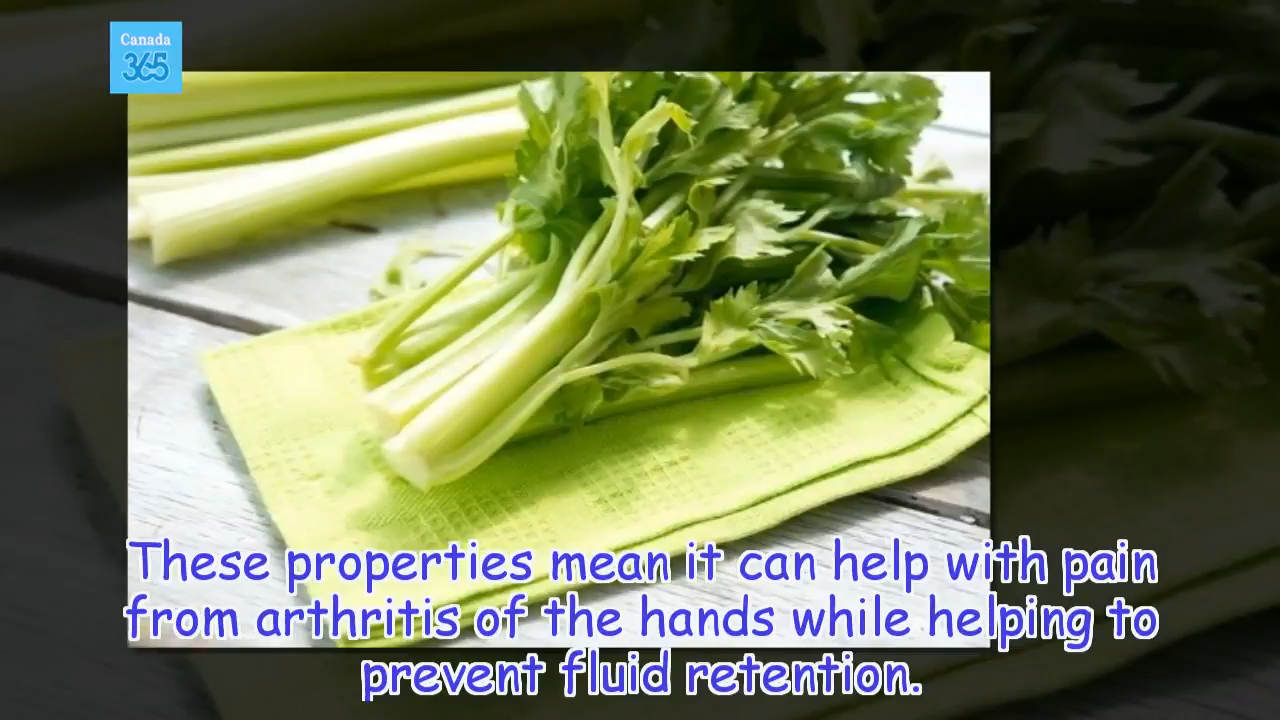 Canada
365
These properties mean it can help with pain
from arthritis of the hands while helping to
prevent fluid retention.